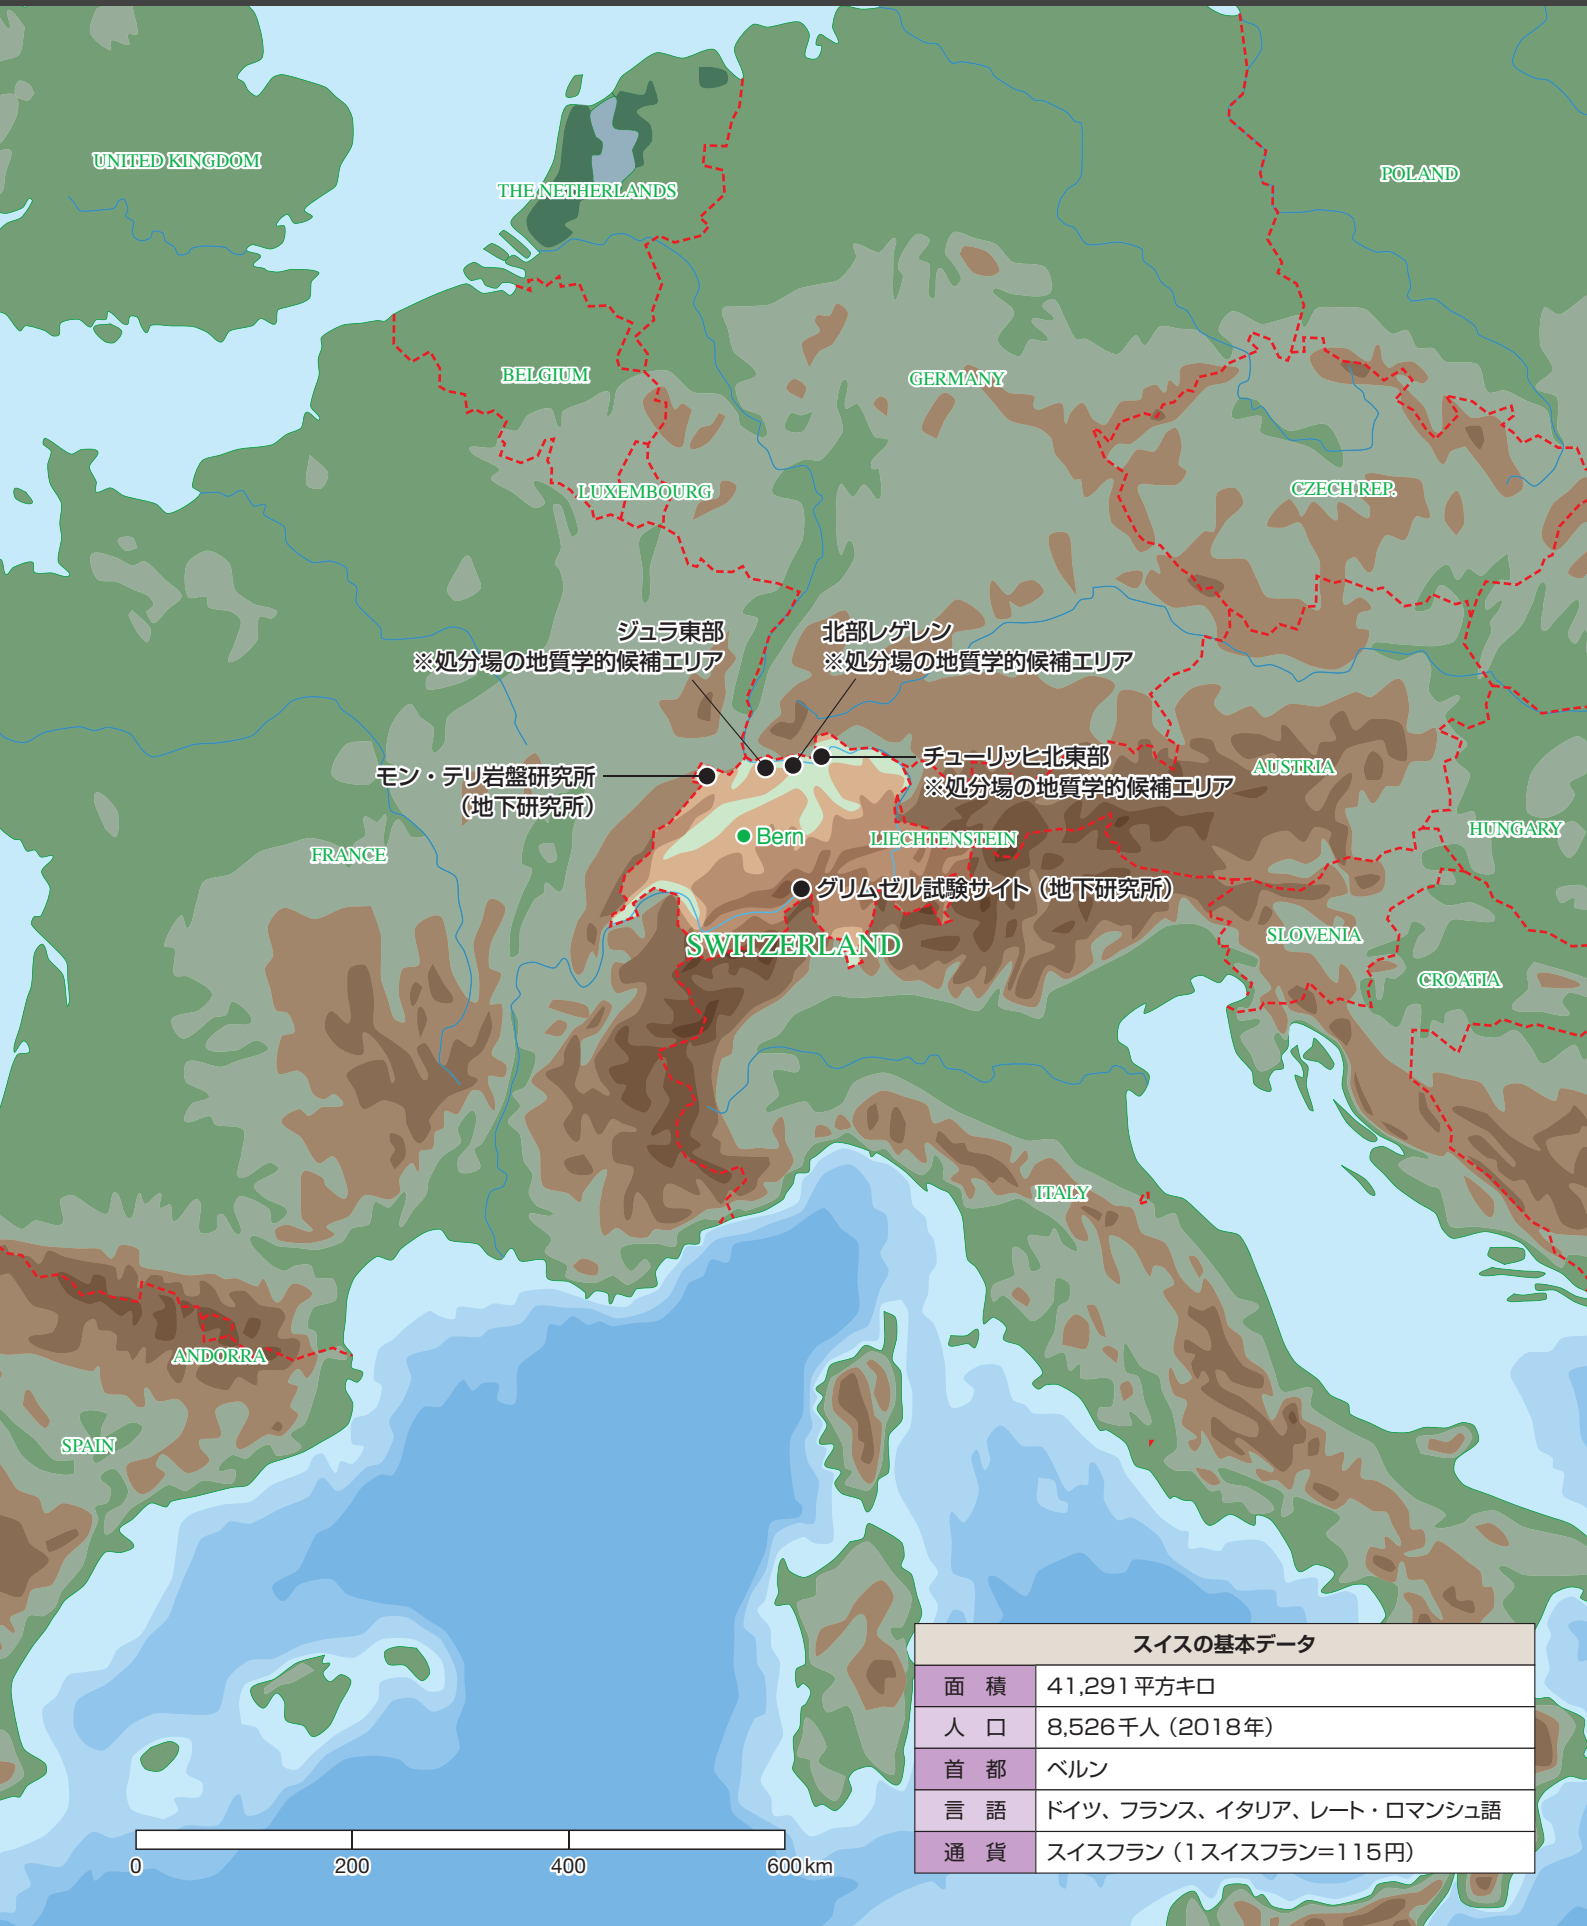 UNITED KINGDOM
THE NETHERLANDS
POLAND
BELGIUM
GERMANY
LUXEMBOURG
CZECH REP.
ジュラ東部
※処分場の地質学的候補エリア
北部レゲレン
※処分場の地質学的候補エリア
モン・テリ岩盤研究所
（地下研究所）
チューリッヒ北東部
※処分場の地質学的候補エリア
AUSTRIA
Bern
LIECHTENSTEIN
HUNGARY
FRANCE
グリムゼル試験サイト（地下研究所）
SWITZERLAND
SLOVENIA
CROATIA
ITALY
ANDORRA
SPAIN
スイスの基本データ
面 積 41,291平方キロ
人 口 8,526千人（2018年）
首 都 ベルン
言 語 ドイツ、フランス、イタリア、レート・ロマンシュ語
通 貨 スイスフラン（1スイスフラン=115円）
0 200 400 600km